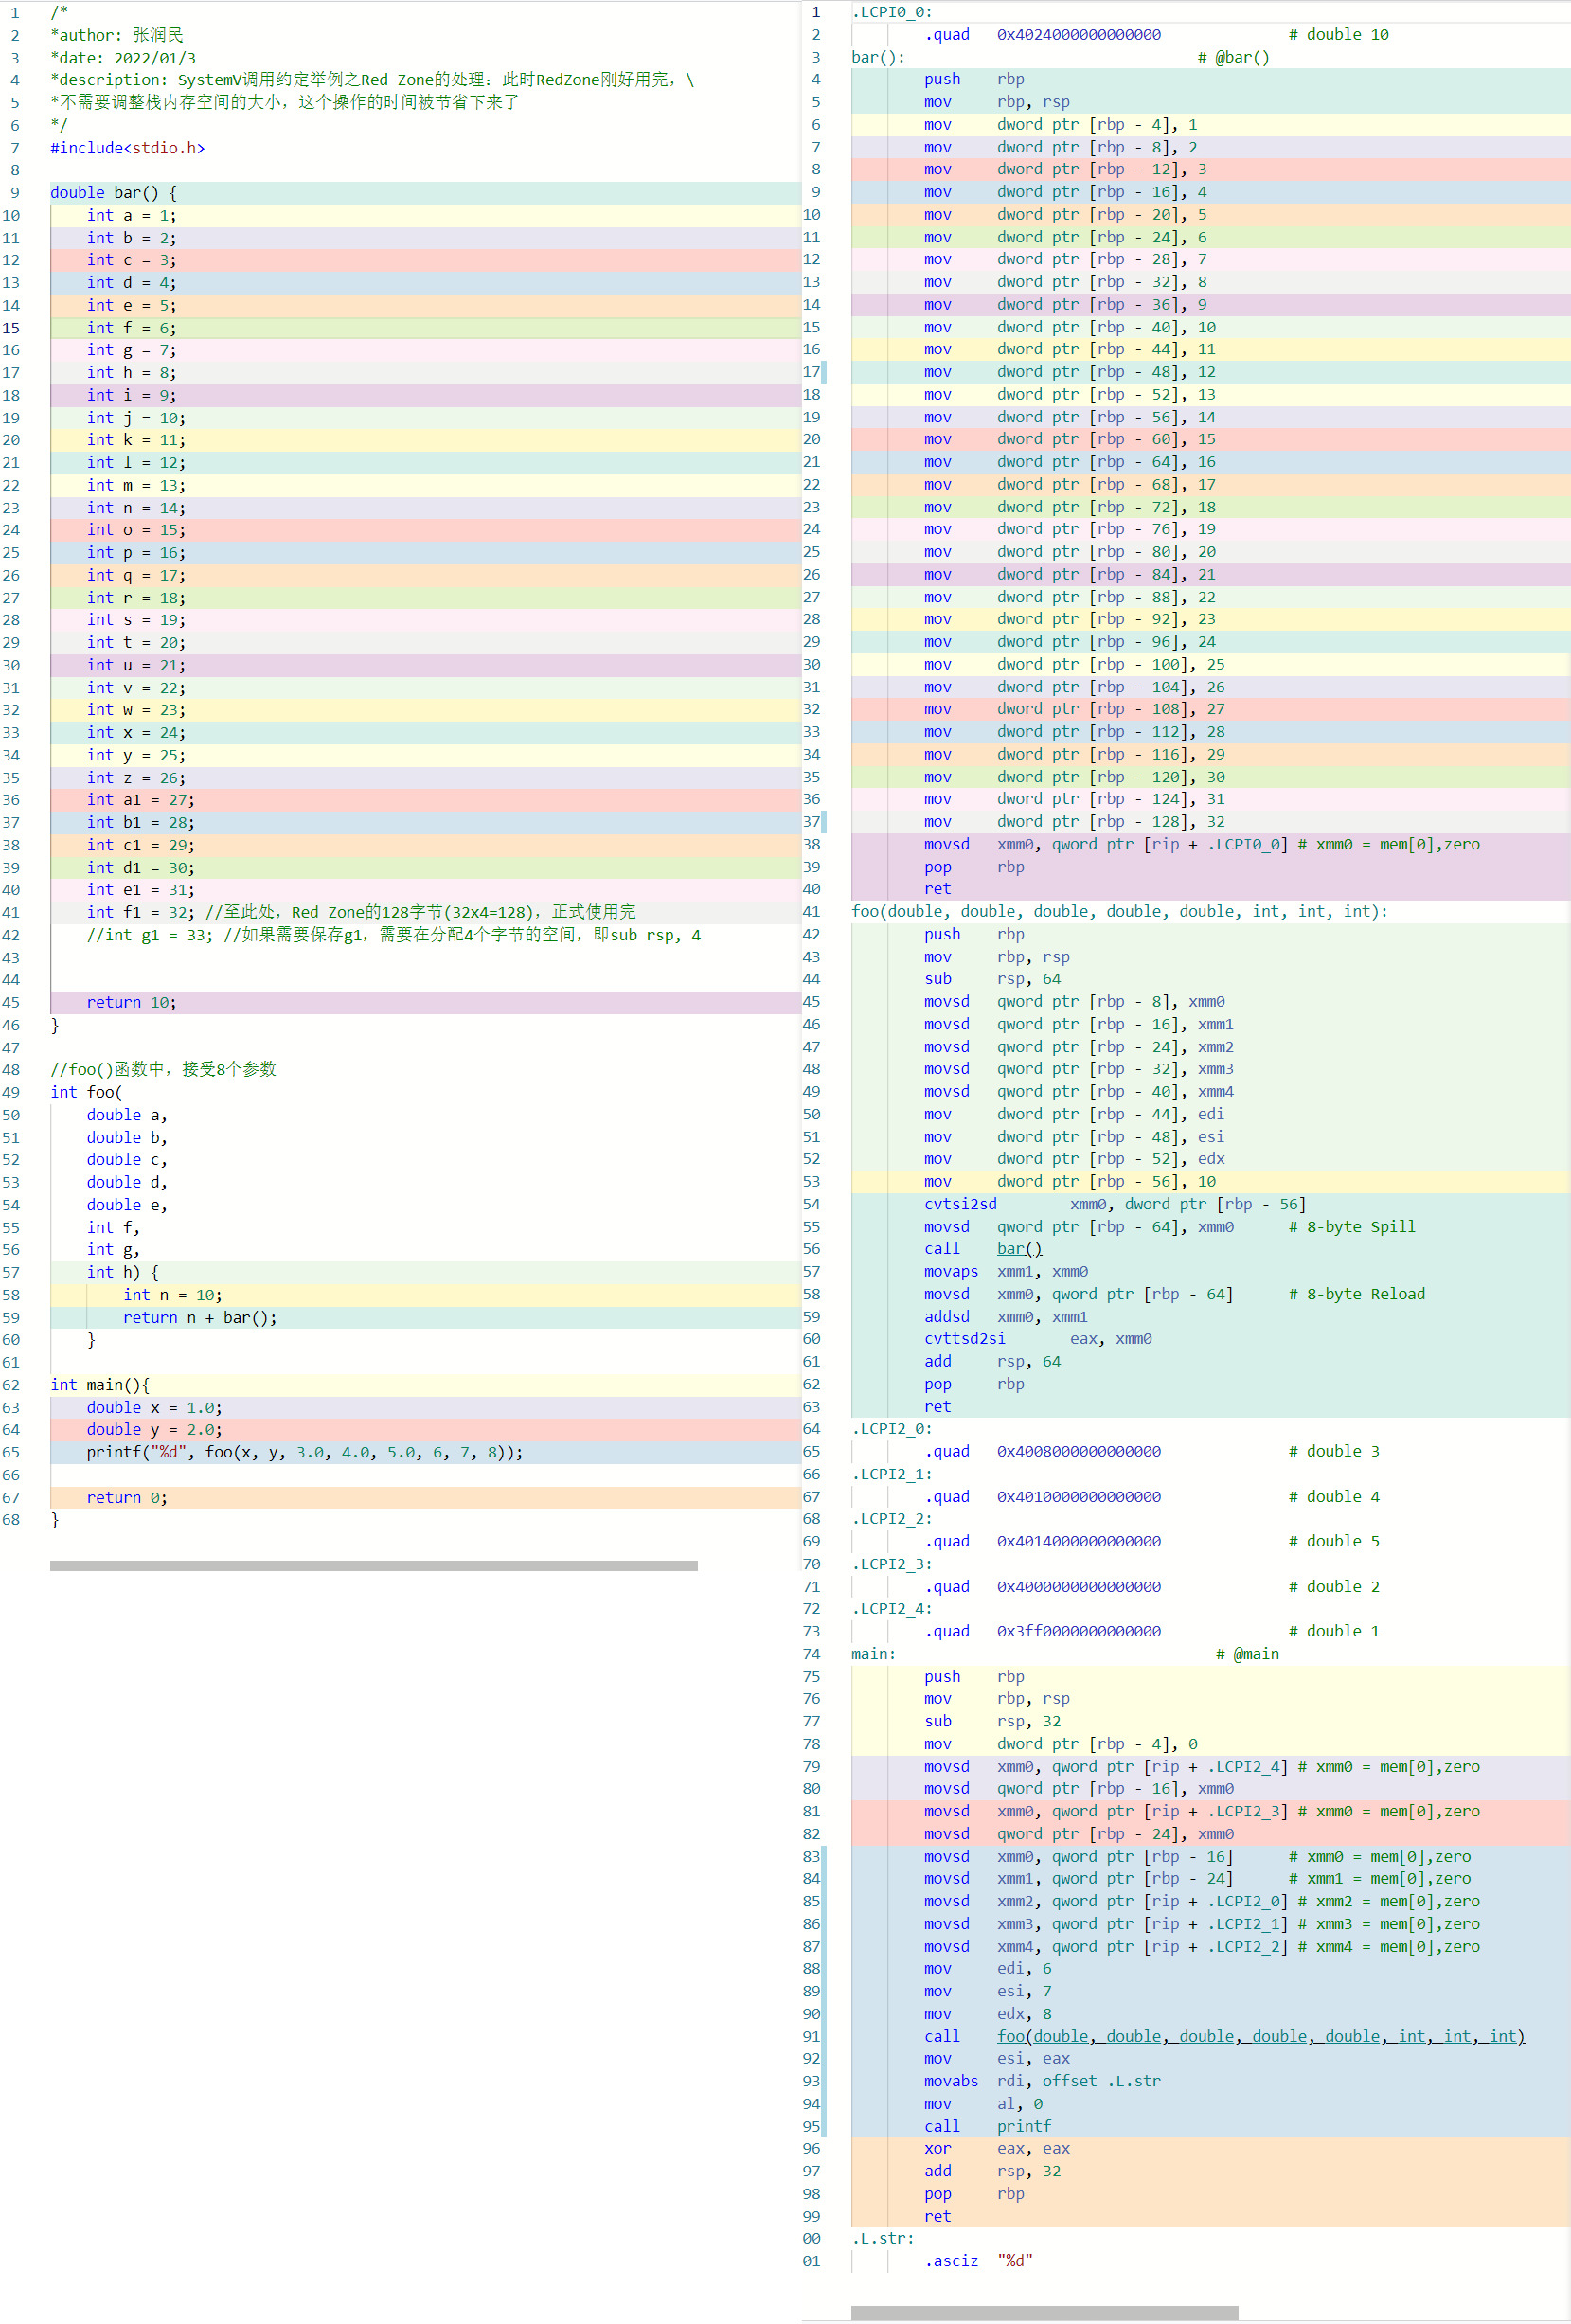 1 /*
2 *author: 张润民
3 *date: 2022/01/3
4 *description: SystemV调用约定举例之Red Zone的处理：此时RedZone刚好用完，\
5 *不需要调整栈内存空间的大小，这个操作的时间被节省下来了
6 */
7 #include<stdio.h>
8
9 double bar() {
10 int a = 1;
11 int b = 2;
12 int c = 3;
13 int d = 4;
14 int e = 5;
15 int f = 6;
16 int g = 7;
17 int h = 8;
18 int i = 9;
19 int j = 10;
20 int k = 11;
21 int l = 12;
22 int m = 13;
23 int n = 14;
24 int o = 15;
25 int p = 16;
26 int q = 17;
27 int r = 18;
28 int s = 19;
29 int t = 20;
30 int u = 21;
31 int v = 22;
32 int w = 23;
33 int x = 24;
34 int y = 25;
35 int z = 26;
36 int a1 = 27;
37 int b1 = 28;
38 int c1 = 29;
39 int d1 = 30;
40 int e1 = 31;
41 int f1 = 32; //至此处，Red Zone的128字节(32x4=128)，正式使用完
42 //int g1 = 33; //如果需要保存g1，需要在分配4个字节的空间，即sub rsp, 4
43
44
45 return 10;
46 }
47
48 //foo()函数中，接受8个参数
49 int foo(
50 double a,
51 double b,
52 double c,
53 double d,
54 double e,
55 int f,
56 int g,
57 int h) {
58 int n = 10;
59 return n + bar();
60 }
61
62 int main(){
63 double x = 1.0;
64 double y = 2.0;
65 printf("%d", foo(x, y, 3.0, 4.0, 5.0, 6, 7, 8));
66
67 return 0;
68 }
1 .LCPI0_0:
2 .quad 0x4024000000000000 # double 10
3 bar(): # @bar()
4 push rbp
5 mov rbp, rsp
6 mov dword ptr [rbp - 4], 1
7 mov dword ptr [rbp - 8], 2
8 mov dword ptr [rbp - 12], 3
9 mov dword ptr [rbp - 16], 4
10 mov dword ptr [rbp - 20], 5
11 mov dword ptr [rbp - 24], 6
12 mov dword ptr [rbp - 28], 7
13 mov dword ptr [rbp - 32], 8
14 mov dword ptr [rbp - 36], 9
15 mov dword ptr [rbp - 40], 10
16 mov dword ptr [rbp - 44], 11
17 mov dword ptr [rbp - 48], 12
18 mov dword ptr [rbp - 52], 13
19 mov dword ptr [rbp - 56], 14
20 mov dword ptr [rbp - 60], 15
21 mov dword ptr [rbp - 64], 16
22 mov dword ptr [rbp - 68], 17
23 mov dword ptr [rbp - 72], 18
24 mov dword ptr [rbp - 76], 19
25 mov dword ptr [rbp - 80], 20
26 mov dword ptr [rbp - 84], 21
27 mov dword ptr [rbp - 88], 22
28 mov dword ptr [rbp - 92], 23
29 mov dword ptr [rbp - 96], 24
30 mov dword ptr [rbp - 100], 25
31 mov dword ptr [rbp - 104], 26
32 mov dword ptr [rbp - 108], 27
33 mov dword ptr [rbp - 112], 28
34 mov dword ptr [rbp - 116], 29
35 mov dword ptr [rbp - 120], 30
36 mov dword ptr [rbp - 124], 31
37 mov dword ptr [rbp - 128], 32
38 movsd xmm0, qword ptr [rip + .LCPI0_0] # xmm0 = mem[0],zero
39 pop rbp
40 ret
41 foo(double, double, double, double, double, int, int, int):
42 push rbp
43 mov rbp, rsp
44 sub rsp, 64
45 movsd qword ptr [rbp - 8], xmm0
46 movsd qword ptr [rbp - 16], xmm1
47 movsd qword ptr [rbp - 24], xmm2
48 movsd qword ptr [rbp - 32], xmm3
49 movsd qword ptr [rbp - 40], xmm4
50 mov dword ptr [rbp - 44], edi
51 mov dword ptr [rbp - 48], esi
52 mov dword ptr [rbp - 52], edx
53 mov dword ptr [rbp - 56], 10
54 cvtsi2sd xmm0, dword ptr [rbp - 56]
55 movsd qword ptr [rbp - 64], xmm0 # 8-byte Spill
56 call bar()
57 movaps xmm1, xmm0
58 movsd xmm0, qword ptr [rbp - 64] # 8-byte Reload
59 addsd xmm0, xmm1
60 cvttsd2si eax, xmm0
61 add rsp, 64
62 pop rbp
63 ret
64 .LCPI2_0:
65 .quad 0x4008000000000000 # double 3
66 .LCPI2_1:
67 .quad 0x4010000000000000 # double 4
68 .LCPI2_2:
69 .quad 0x4014000000000000 # double 5
70 .LCPI2_3:
71 .quad 0x4000000000000000 # double 2
72 .LCPI2_4:
73 .quad 0x3ff0000000000000 # double 1
74 main: # @main
75 push rbp
76 mov rbp, rsp
77 sub rsp, 32
78 mov dword ptr [rbp - 4], 0
79 movsd xmm0, qword ptr [rip + .LCPI2_4] # xmm0 = mem[0],zero
80 movsd qword ptr [rbp - 16], xmm0
81 movsd xmm0, qword ptr [rip + .LCPI2_3] # xmm0 = mem[0],zero
82 movsd qword ptr [rbp - 24], xmm0
83 movsd xmm0, qword ptr [rbp - 16] # xmm0 = mem[0],zero
84 movsd xmm1, qword ptr [rbp - 24] # xmm1 = mem[0],zero
85 movsd xmm2, qword ptr [rip + .LCPI2_0] # xmm2 = mem[0],zero
86 movsd xmm3, qword ptr [rip + .LCPI2_1] # xmm3 = mem[0],zero
87 movsd xmm4, qword ptr [rip + .LCPI2_2] # xmm4 = mem[0],zero
88 mov edi, 6
89 mov esi, 7
90 mov edx, 8
91 call foo(double, double, double, double, double, int, int, int)
92 mov esi, eax
93 movabs rdi, offset .L.str
94 mov al, 0
95 call printf
96 xor eax, eax
97 add rsp, 32
98 pop rbp
99 ret
00 .L.str:
01 .asciz "%d"